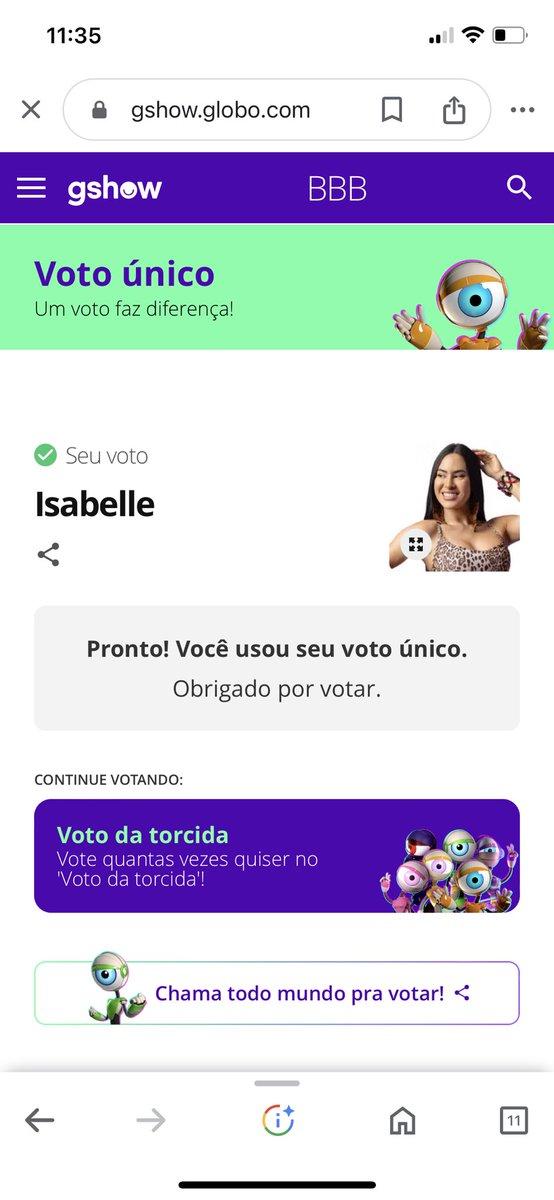 11:35
gshow.globo.com
gshow
BBB
Voto único
Um voto faz diferença!
Seu voto
Isabelle
Pronto! Você usou seu voto único.
Obrigado por votar.
CONTINUE VOTANDO:
Voto da torcida
Vote quantas vezes quiser no
'Voto da torcida'!
Chama todo mundo pra votar!
11